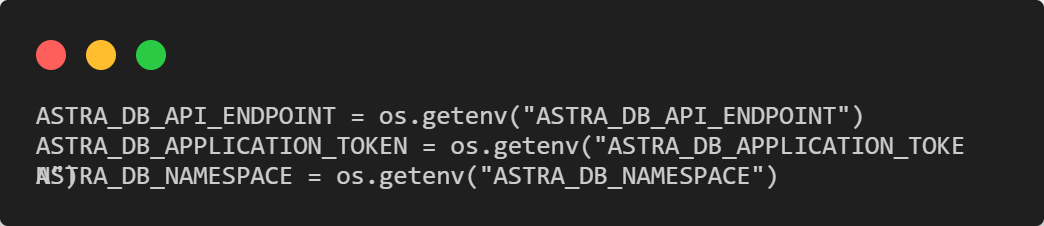 ASTRA_DB_API_ENDPOINT = os.getenv("ASTRA_DB_API_ENDPOINT")
ASTRA_DB_APPLICATION_TOKEN = os.getenv("ASTRA_DB_APPLICATION_TOKE
N")
ASTRA_DB_NAMESPACE = os.getenv("ASTRA_DB_NAMESPACE")